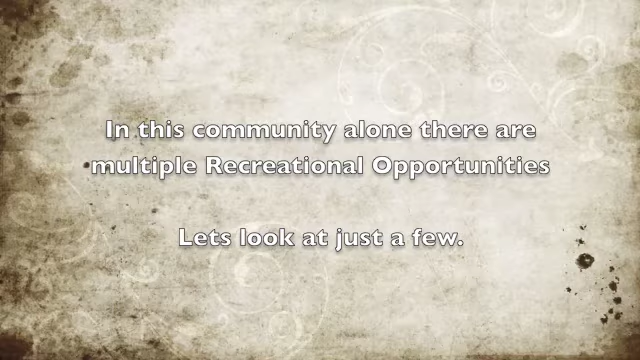 In this community alone there are
multiple Recreational Opportunities
Lets look at just a few.